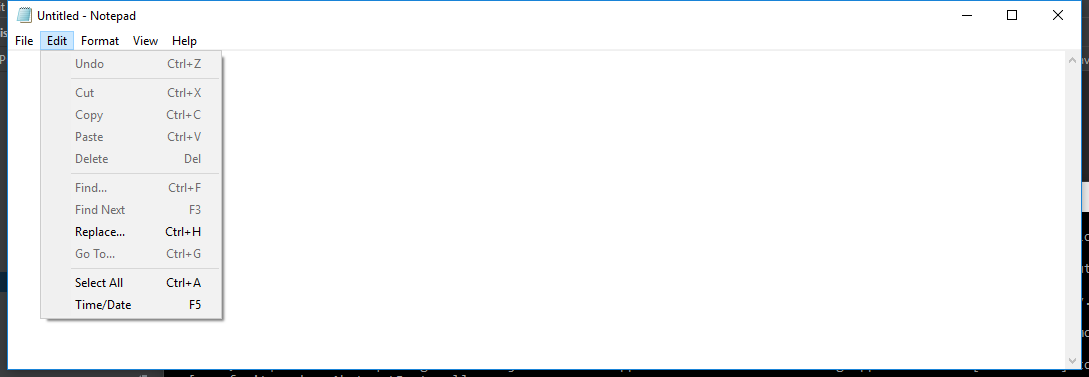 Untitled - Notepad
File Edit Format View Help
Undo Ctrl+Z
Cut Ctrl+X
Copy Ctrl+C
Paste Ctrl+V
Delete Del
Find... Ctrl+F
Find Next F3
Replace... Ctrl+H
Go To... Ctrl+G
Select All Ctrl+A
Time/Date F5